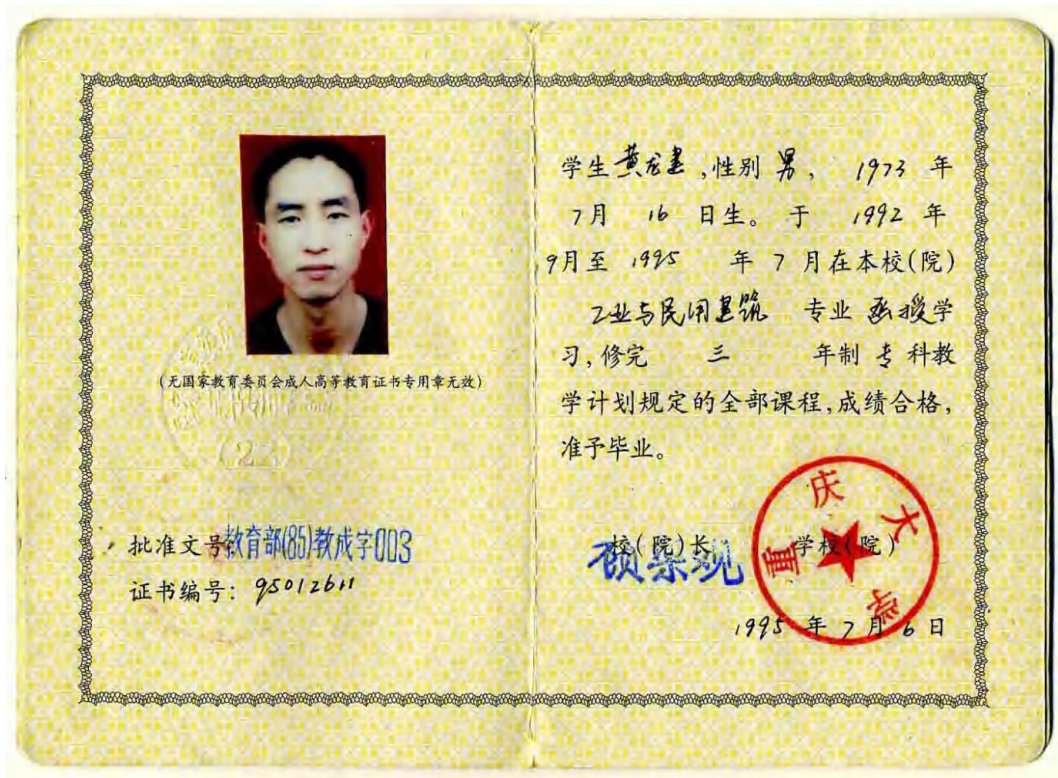 (无国家教育委员会成人高等教育证书专用章无效)
批准文号:教育部(85)教成字003
证书编号: 95012611
学生 黄龙建 ,性别 男 , 1973 年
7月 16 日生。于 1992 年
9月至 1995 年 7 月在本校(院)
工业与民用建筑 专业 函授学
习,修完 三 年制 专 科教
学计划规定的全部课程,成绩合格,
准予毕业。
校(院)长 学校(院)
重庆大学
1995 年 7 月 6 日